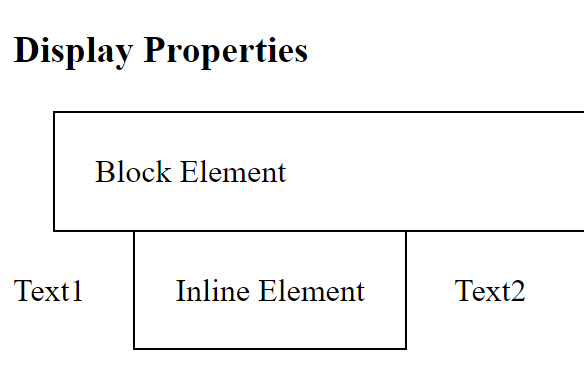 Display Properties
Block Element
Text1 Inline Element Text2